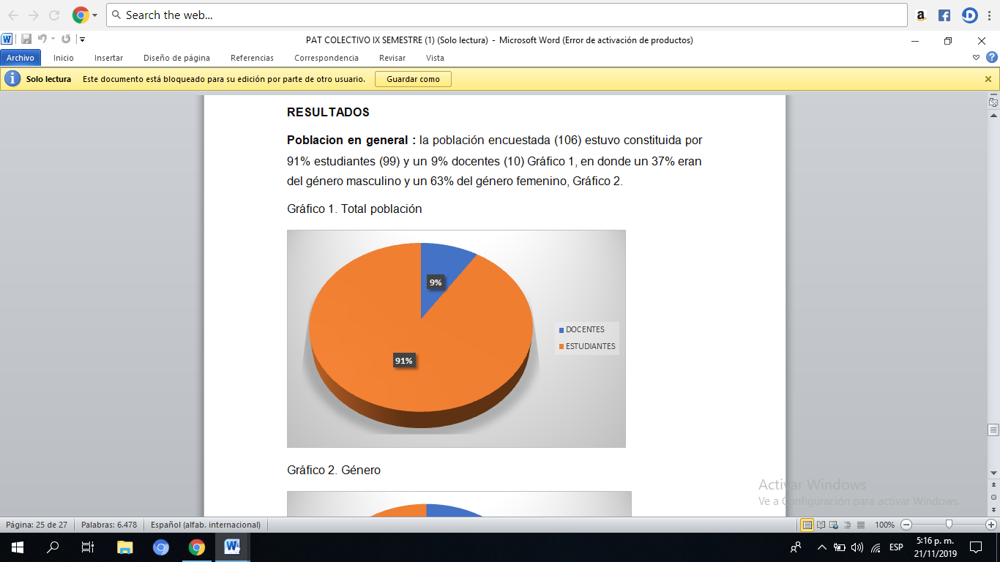 Search the web...
PAT COLECTIVO IX SEMESTRE (1) (Solo lectura) - Microsoft Word (Error de activación de productos)
Archivo Inicio Insertar Diseño de página Referencias Correspondencia Revisar Vista
Solo lectura Este documento está bloqueado para su edición por parte de otro usuario. Guardar como
RESULTADOS
Poblacion en general : la población encuestada (106) estuvo constituida por
91% estudiantes (99) y un 9% docentes (10) Gráfico 1, en donde un 37% eran
del género masculino y un 63% del género femenino, Gráfico 2.
Gráfico 1. Total población
9%
DOCENTES
ESTUDIANTES
91%
Gráfico 2. Género
Activar Windows
Ve a Configuración para activar Windows.
Página: 25 de 27 Palabras: 6.478 Español (alfab. internacional) 100%
ESP 5:16 p. m.
21/11/2019